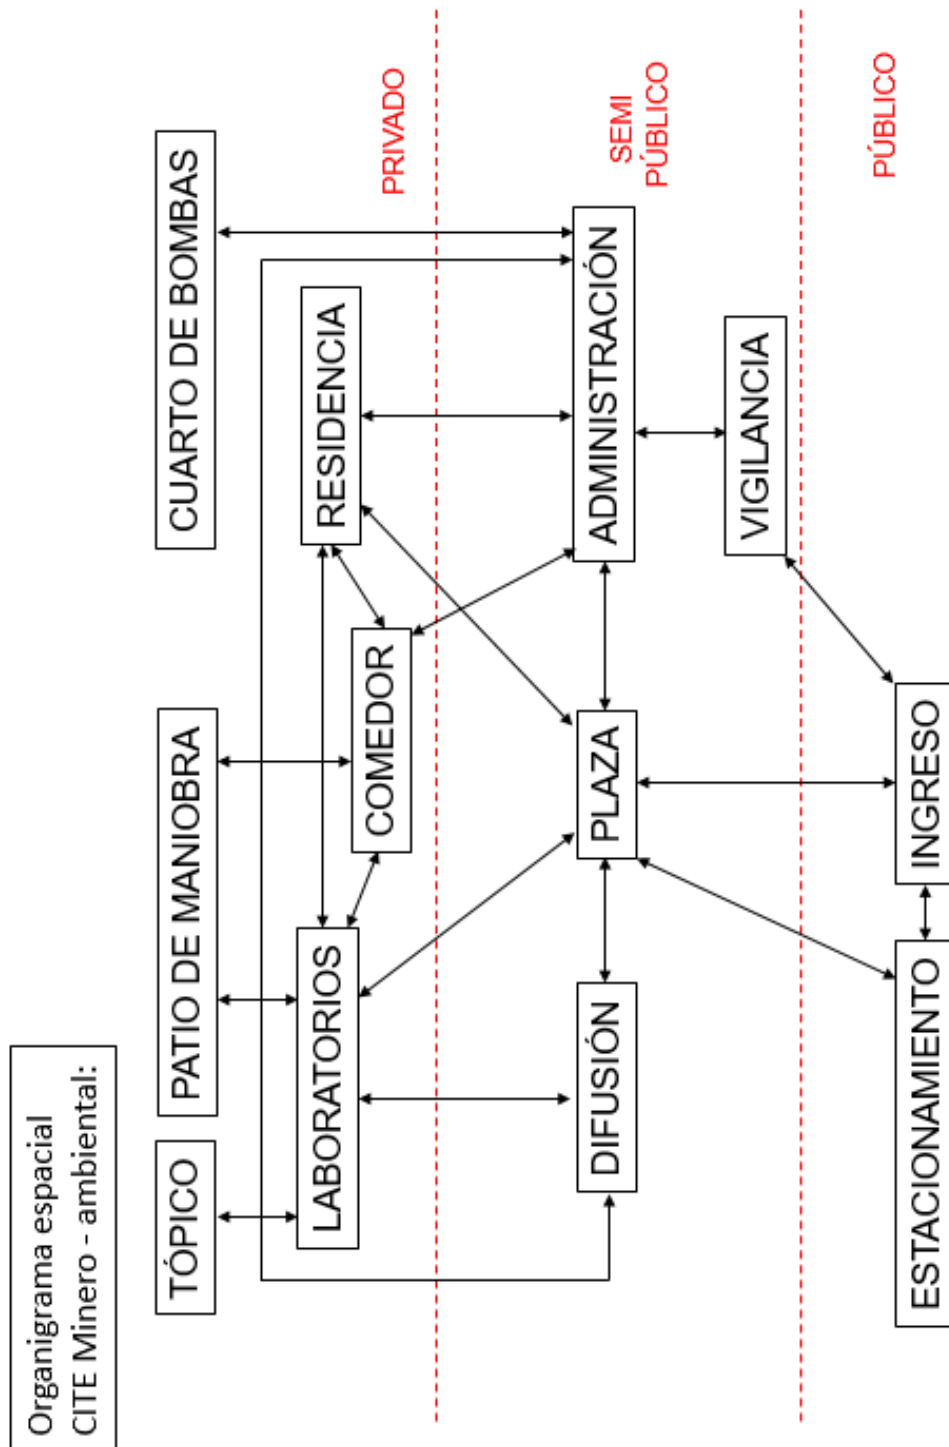 Organigrama espacial
CITE Minero - ambiental:
TÓPICO
PATIO DE MANIOBRA
CUARTO DE BOMBAS
LABORATORIOS
RESIDENCIA
COMEDOR
PRIVADO
DIFUSIÓN
PLAZA
ADMINISTRACIÓN
SEMI
PÚBLICO
VIGILANCIA
ESTACIONAMIENTO
INGRESO
PÚBLICO